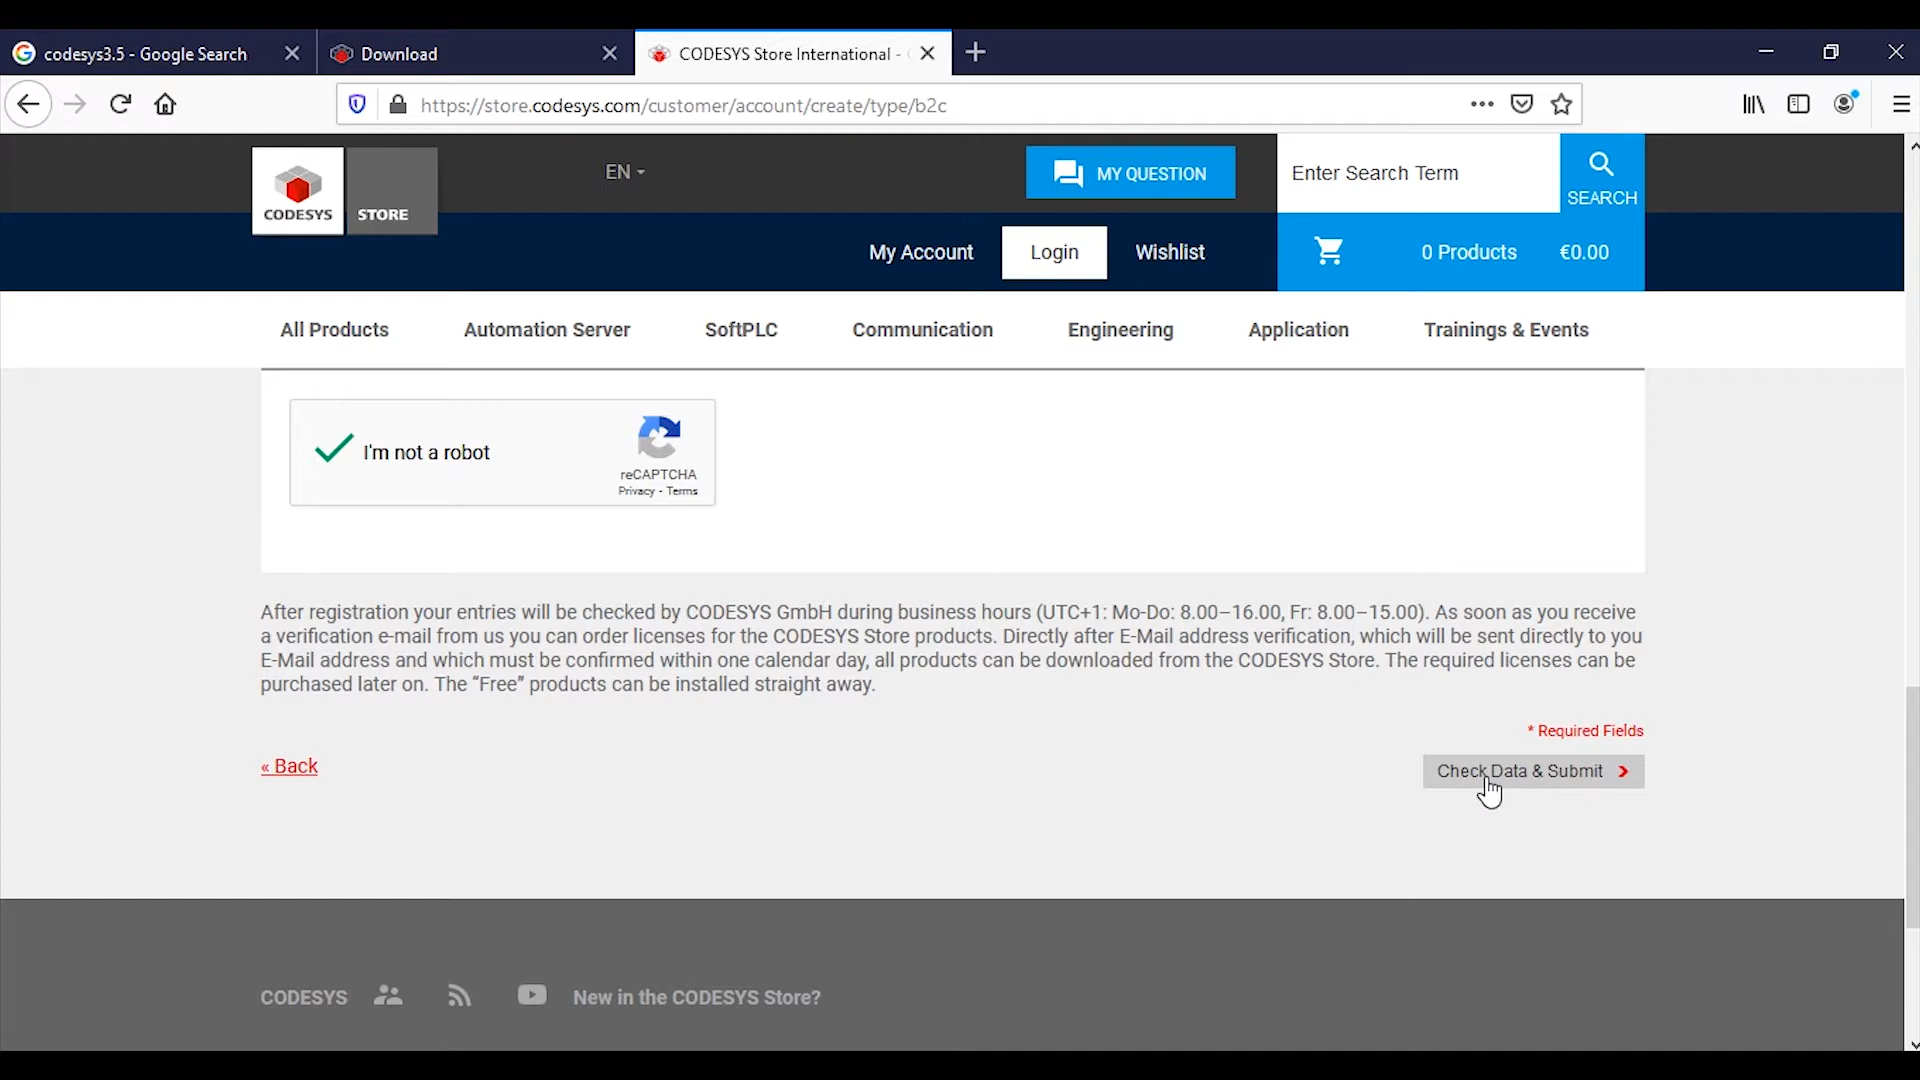 codesys3.5 - Google Search
Download
CODESYS Store International -
https://store.codesys.com/customer/account/create/type/b2c
CODESYS
STORE
EN
MY QUESTION
Enter Search Term
SEARCH
My Account
Login
Wishlist
0 Products
€0.00
All Products
Automation Server
SoftPLC
Communication
Engineering
Application
Trainings & Events
I'm not a robot
reCAPTCHA
Privacy - Terms
After registration your entries will be checked by CODESYS GmbH during business hours (UTC+1: Mo-Do: 8.00–16.00, Fr: 8.00–15.00). As soon as you receive
a verification e-mail from us you can order licenses for the CODESYS Store products. Directly after E-Mail address verification, which will be sent directly to you
E-Mail address and which must be confirmed within one calendar day, all products can be downloaded from the CODESYS Store. The required licenses can be
purchased later on. The “Free” products can be installed straight away.
* Required Fields
« Back
Check Data & Submit
CODESYS
New in the CODESYS Store?